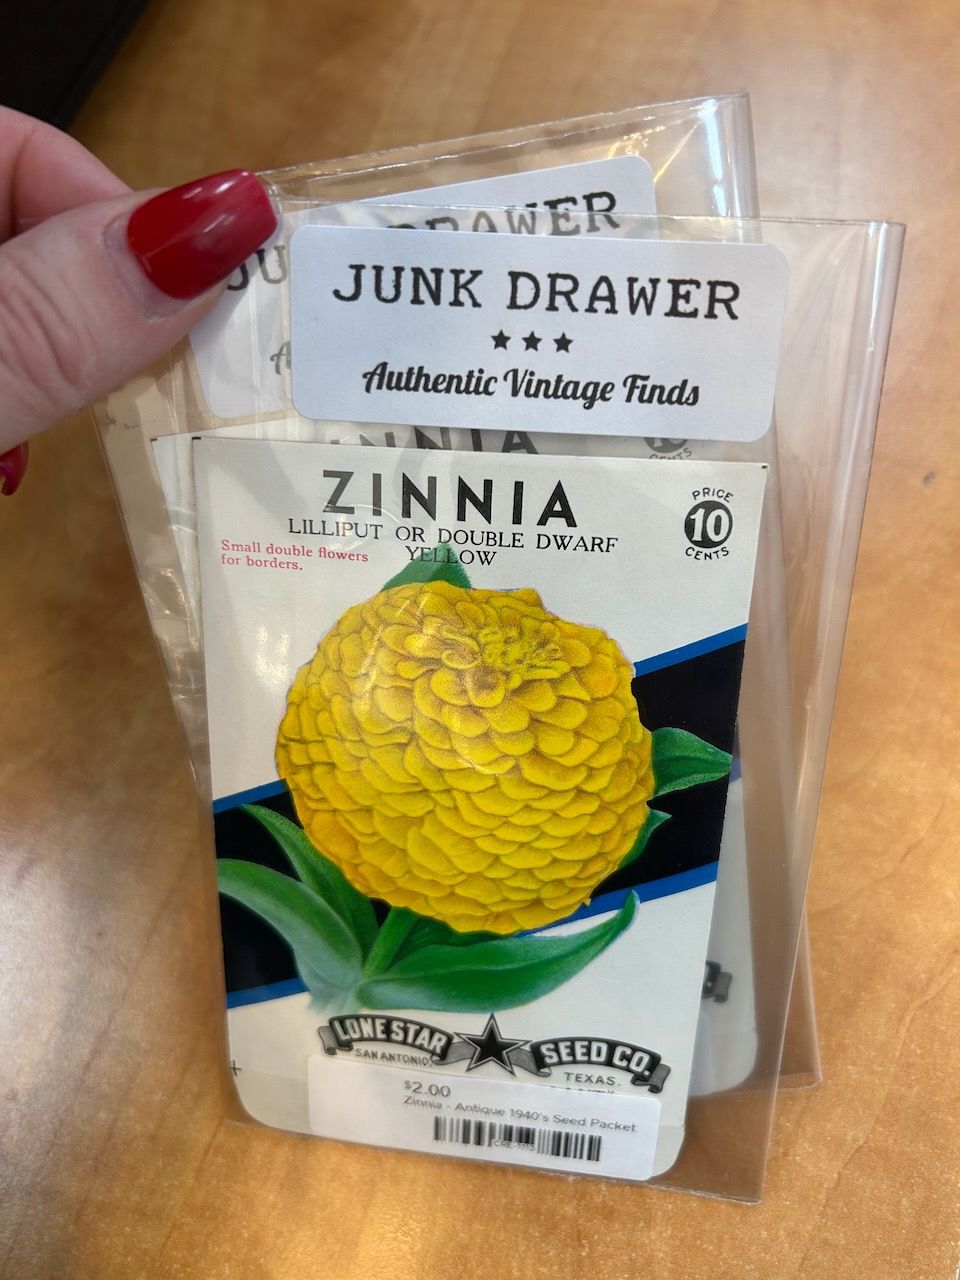 DRAWER
JUNK DRAWER
Authentic Vintage Finds
ZINNIA
LILLIPUT OR DOUBLE DWARF
YELLOW
Small double flowers
for borders.
PRICE
10
CENTS
LONE STAR
SEED CO.
SAN ANTONIO,
TEXAS.
$2.00
Zinnia - Antique 1940's Seed Packet